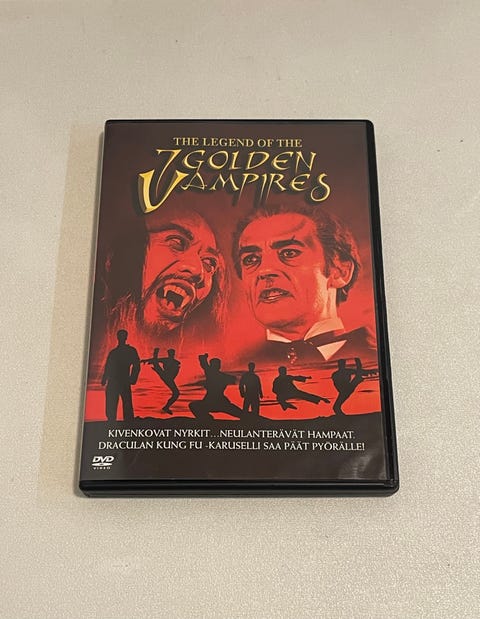 THE LEGEND OF THE
7 GOLDEN
VAMPIRES
KIVENKOVAT NYRKIT...NEULANTERÄVÄT HAMPAAT.
DRACULAN KUNG FU -KARUSELLI SAA PÄÄT PYÖRÄLLE!
DVD
VIDEO